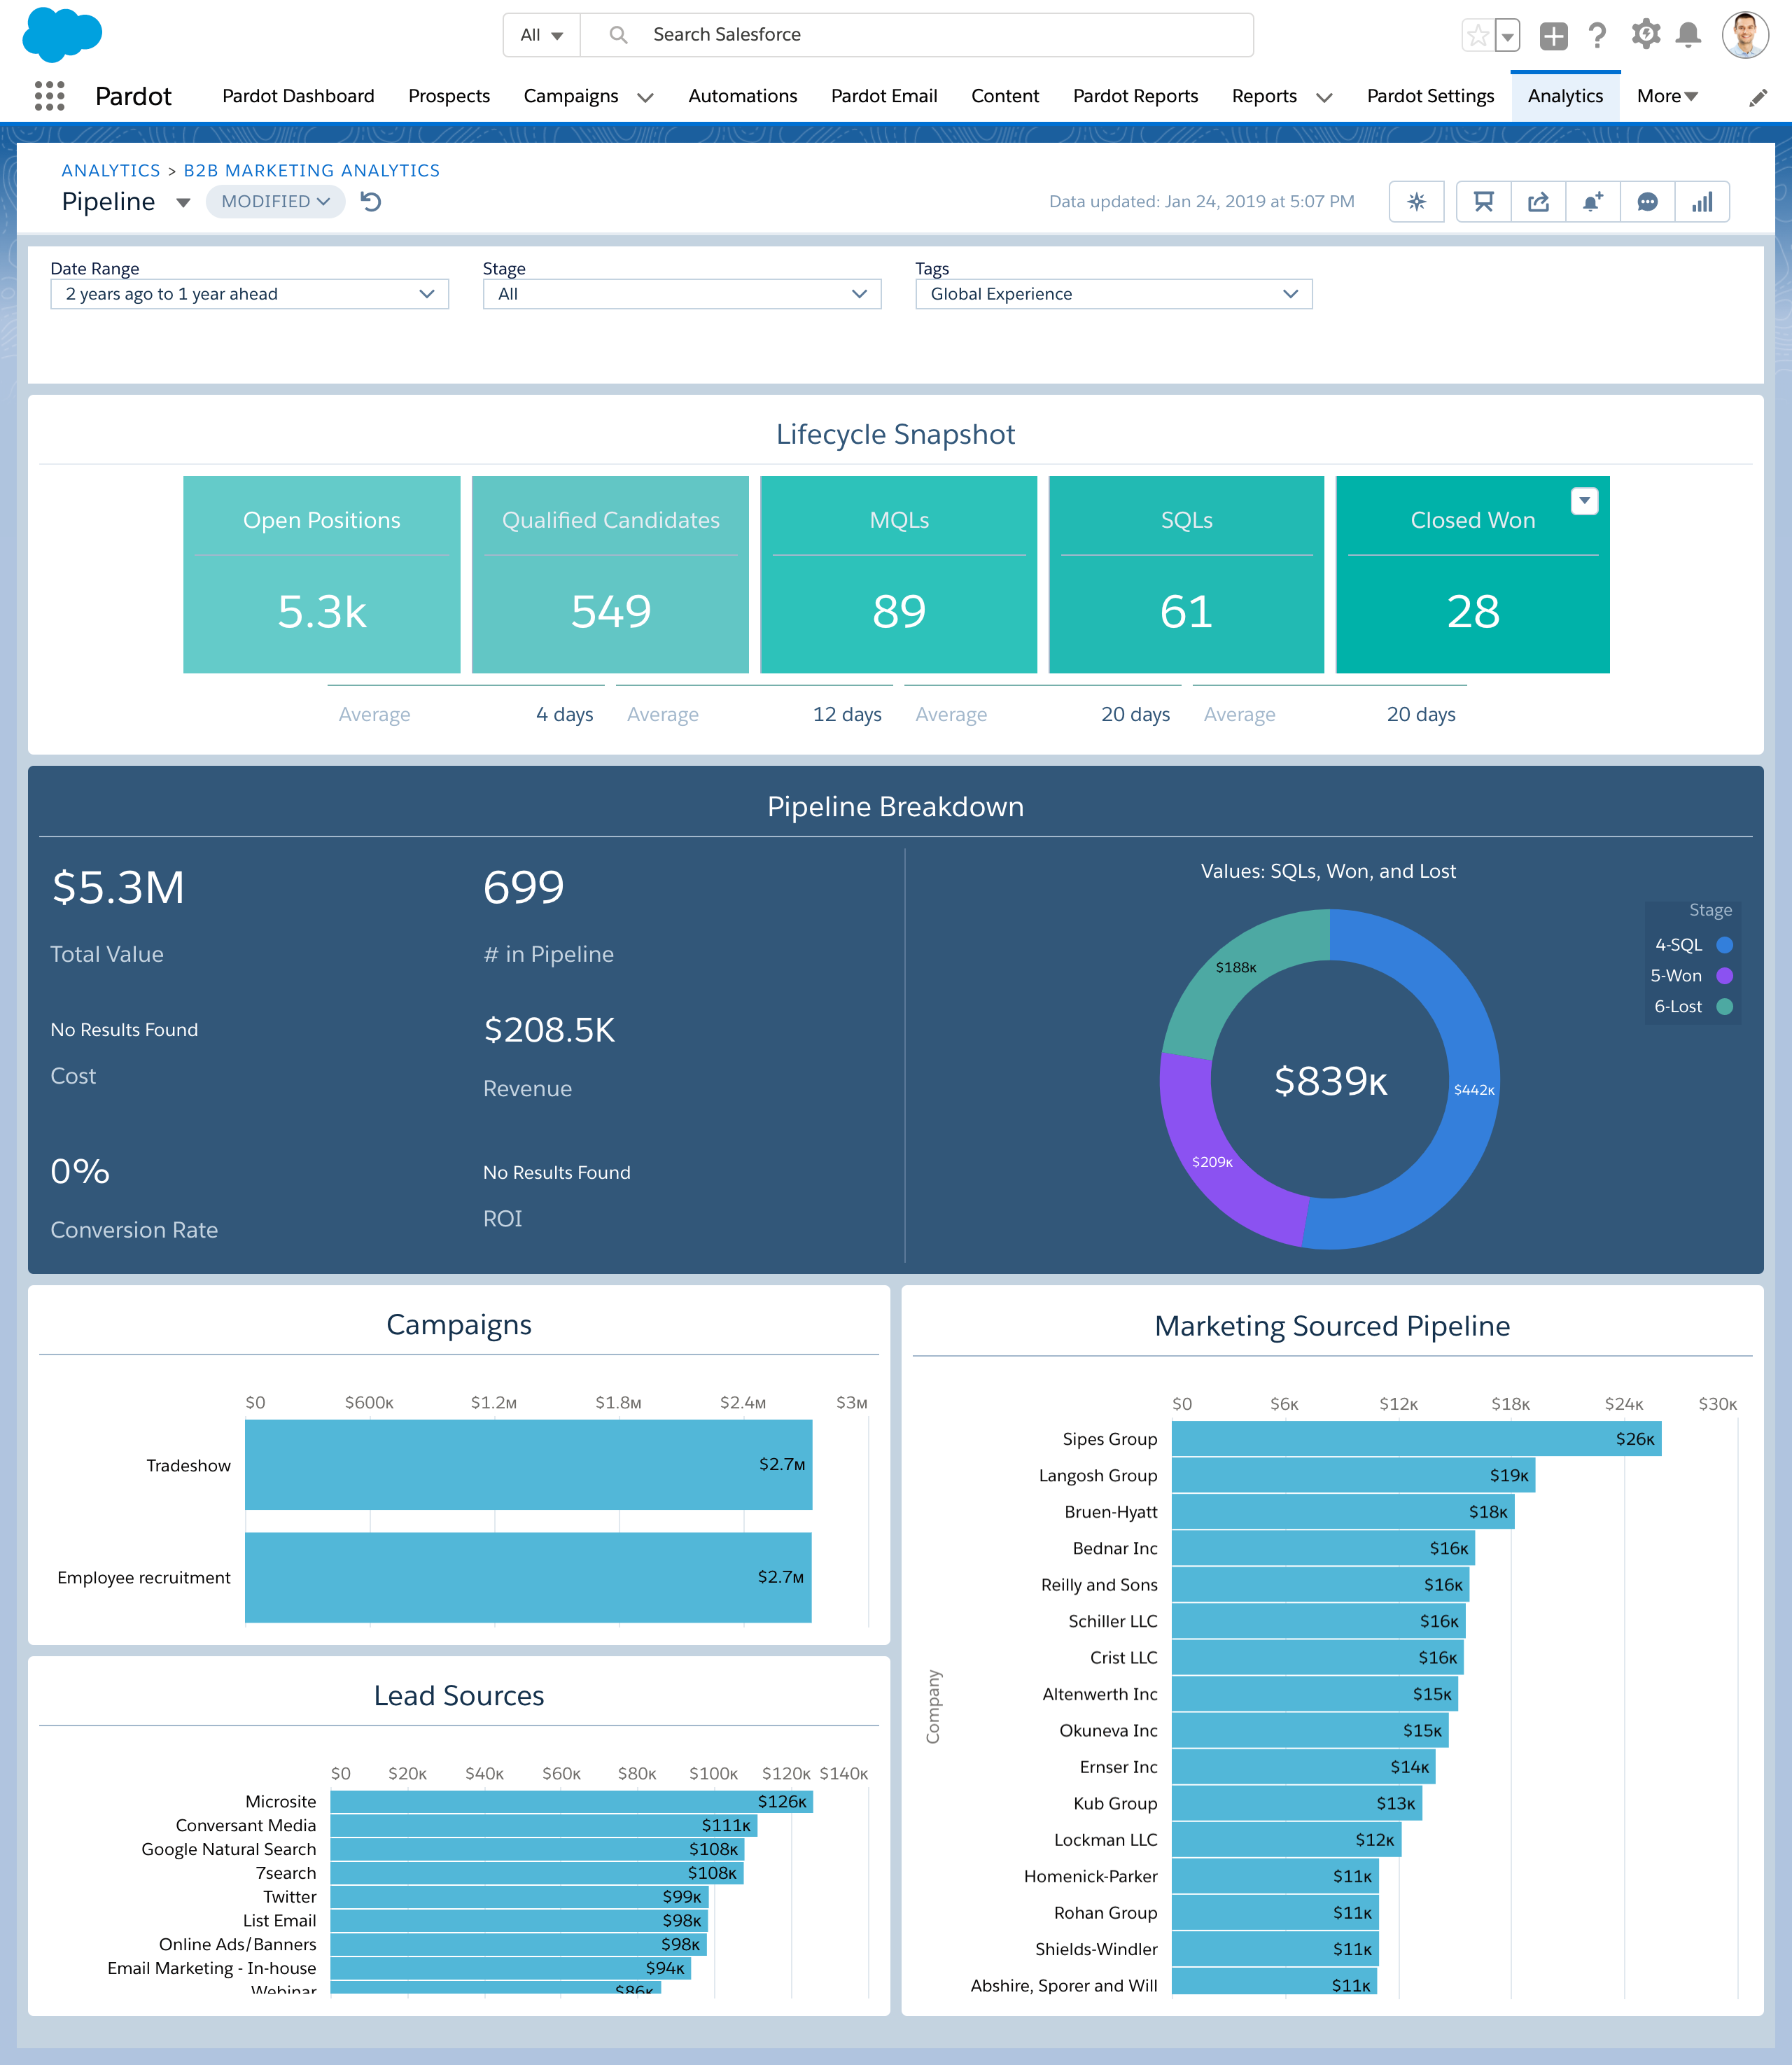 All
Search Salesforce
Pardot
Pardot Dashboard
Prospects
Campaigns
Automations
Pardot Email
Content
Pardot Reports
Reports
Pardot Settings
Analytics
More
ANALYTICS > B2B MARKETING ANALYTICS
Pipeline
MODIFIED
Data updated: Jan 24, 2019 at 5:07 PM
Date Range
2 years ago to 1 year ahead
Stage
All
Tags
Global Experience
Lifecycle Snapshot
Open Positions
5.3k
Qualified Candidates
549
MQLs
89
SQLs
61
Closed Won
28
Average 4 days
Average 12 days
Average 20 days
Average 20 days
Pipeline Breakdown
$5.3M
Total Value
699
# in Pipeline
No Results Found
Cost
$208.5K
Revenue
0%
Conversion Rate
No Results Found
ROI
Values: SQLs, Won, and Lost
$188K
$442K
$209K
$839K
Stage
4-SQL
5-Won
6-Lost
Campaigns
$0 $600K $1.2M $1.8M $2.4M $3M
Tradeshow $2.7M
Employee recruitment $2.7M
Lead Sources
$0 $20K $40K $60K $80K $100K $120K $140K
Microsite $126K
Conversant Media $111K
Google Natural Search $108K
7search $108K
Twitter $99K
List Email $98K
Online Ads/Banners $98K
Email Marketing - In-house $94K
Webinar $86K
Marketing Sourced Pipeline
$0 $6K $12K $18K $24K $30K
Company
Sipes Group $26K
Langosh Group $19K
Bruen-Hyatt $18K
Bednar Inc $16K
Reilly and Sons $16K
Schiller LLC $16K
Crist LLC $16K
Altenwerth Inc $15K
Okuneva Inc $15K
Ernser Inc $14K
Kub Group $13K
Lockman LLC $12K
Homenick-Parker $11K
Rohan Group $11K
Shields-Windler $11K
Abshire, Sporer and Will $11K